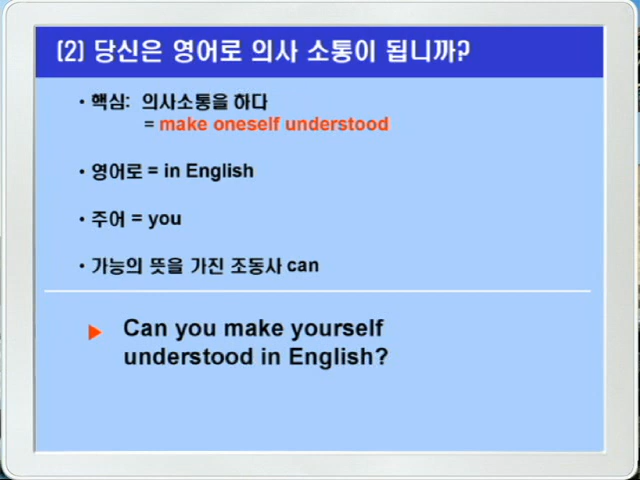 (2) 당신은 영어로 의사 소통이 됩니까?
• 핵심: 의사소통을 하다
= make oneself understood
• 영어로 = in English
• 주어 = you
• 가능의 뜻을 가진 조동사 can
Can you make yourself
understood in English?